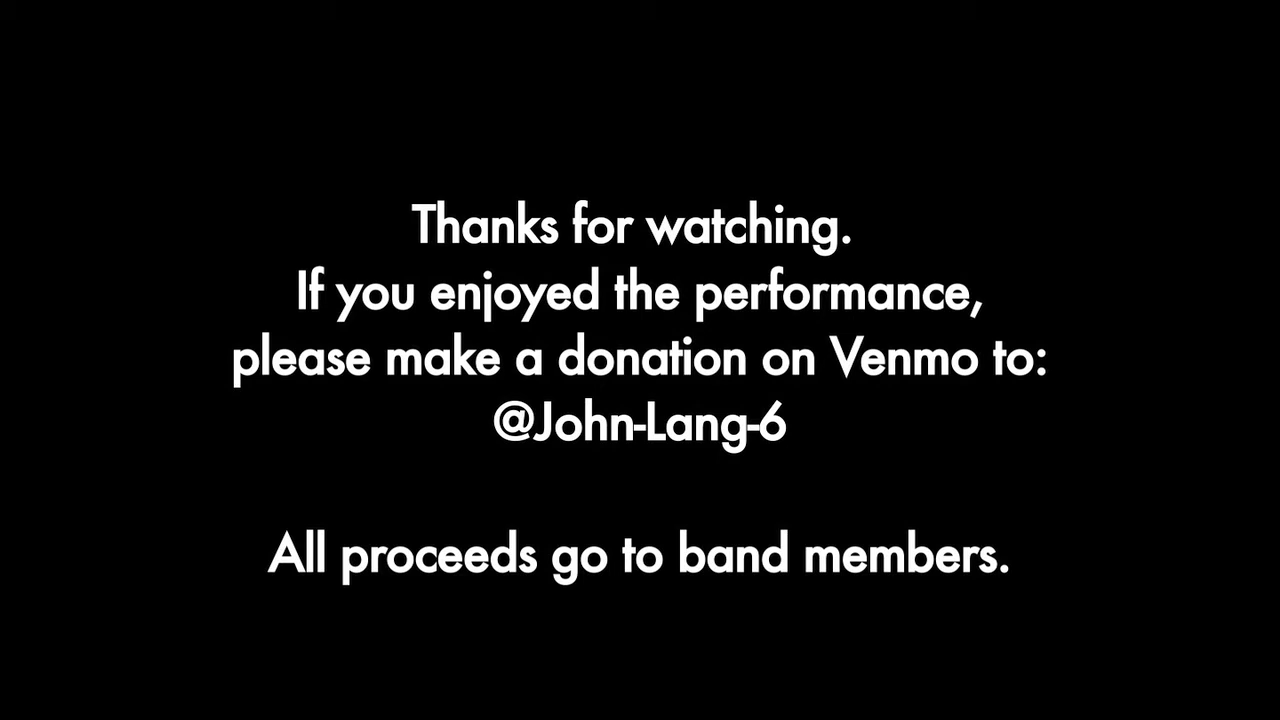 Thanks for watching.
If you enjoyed the performance,
please make a donation on Venmo to:
@John-Lang-6
All proceeds go to band members.